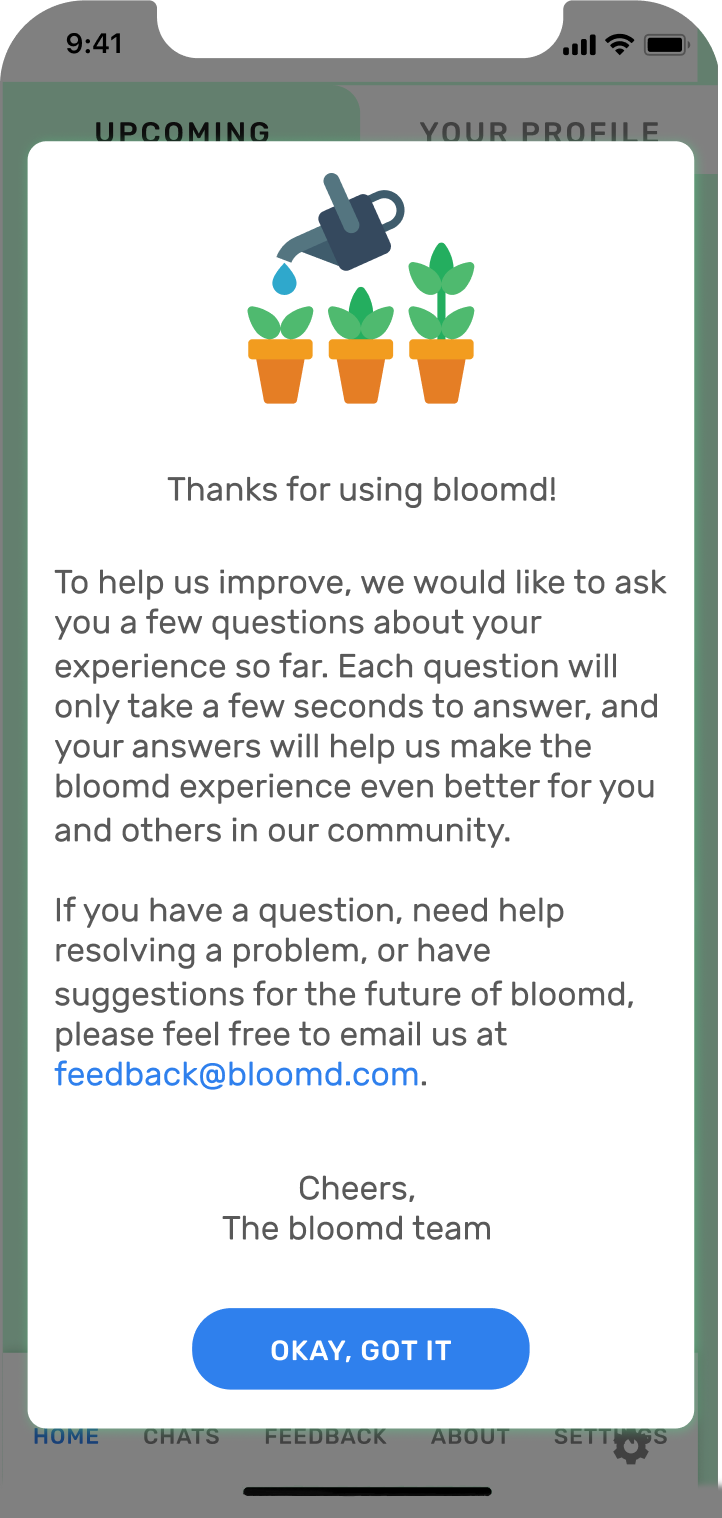 9:41
UPCOMING
YOUR PROFILE
Thanks for using bloomd!
To help us improve, we would like to ask
you a few questions about your
experience so far. Each question will
only take a few seconds to answer, and
your answers will help us make the
bloomd experience even better for you
and others in our community.
If you have a question, need help
resolving a problem, or have
suggestions for the future of bloomd,
please feel free to email us at
feedback@bloomd.com.
Cheers,
The bloomd team
OKAY, GOT IT
HOME CHATS FEEDBACK ABOUT SETTINGS